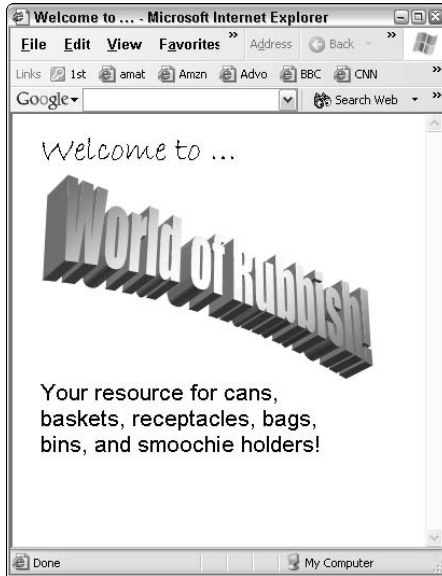 Welcome to ... - Microsoft Internet Explorer
File Edit View Favorites » Address Back »
Links 1st amat Amzn Advo BBC CNN »
Google Search Web »
Welcome to ...
World of Rubbish!
Your resource for cans,
baskets, receptacles, bags,
bins, and smoochie holders!
Done My Computer